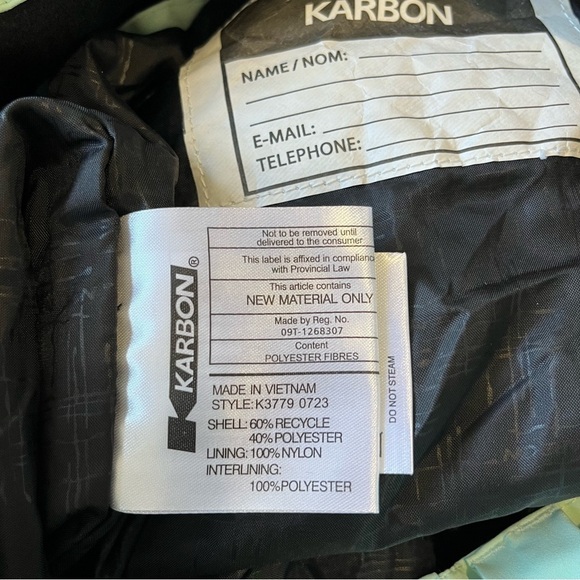 KARBON
NAME / NOM:
E-MAIL:
TELEPHONE:
KARBON®
Not to be removed until
delivered to the consumer
This label is affixed in complianc
with Provincial Law
This article contains
NEW MATERIAL ONLY
Made by Reg. No.
09T-1268307
Content
POLYESTER FIBRES
MADE IN VIETNAM
STYLE:K3779 0723
SHELL: 60%RECYCLE
40%POLYESTER
LINING: 100%NYLON
INTERLINING:
100%POLYESTER
DO NOT STEAM